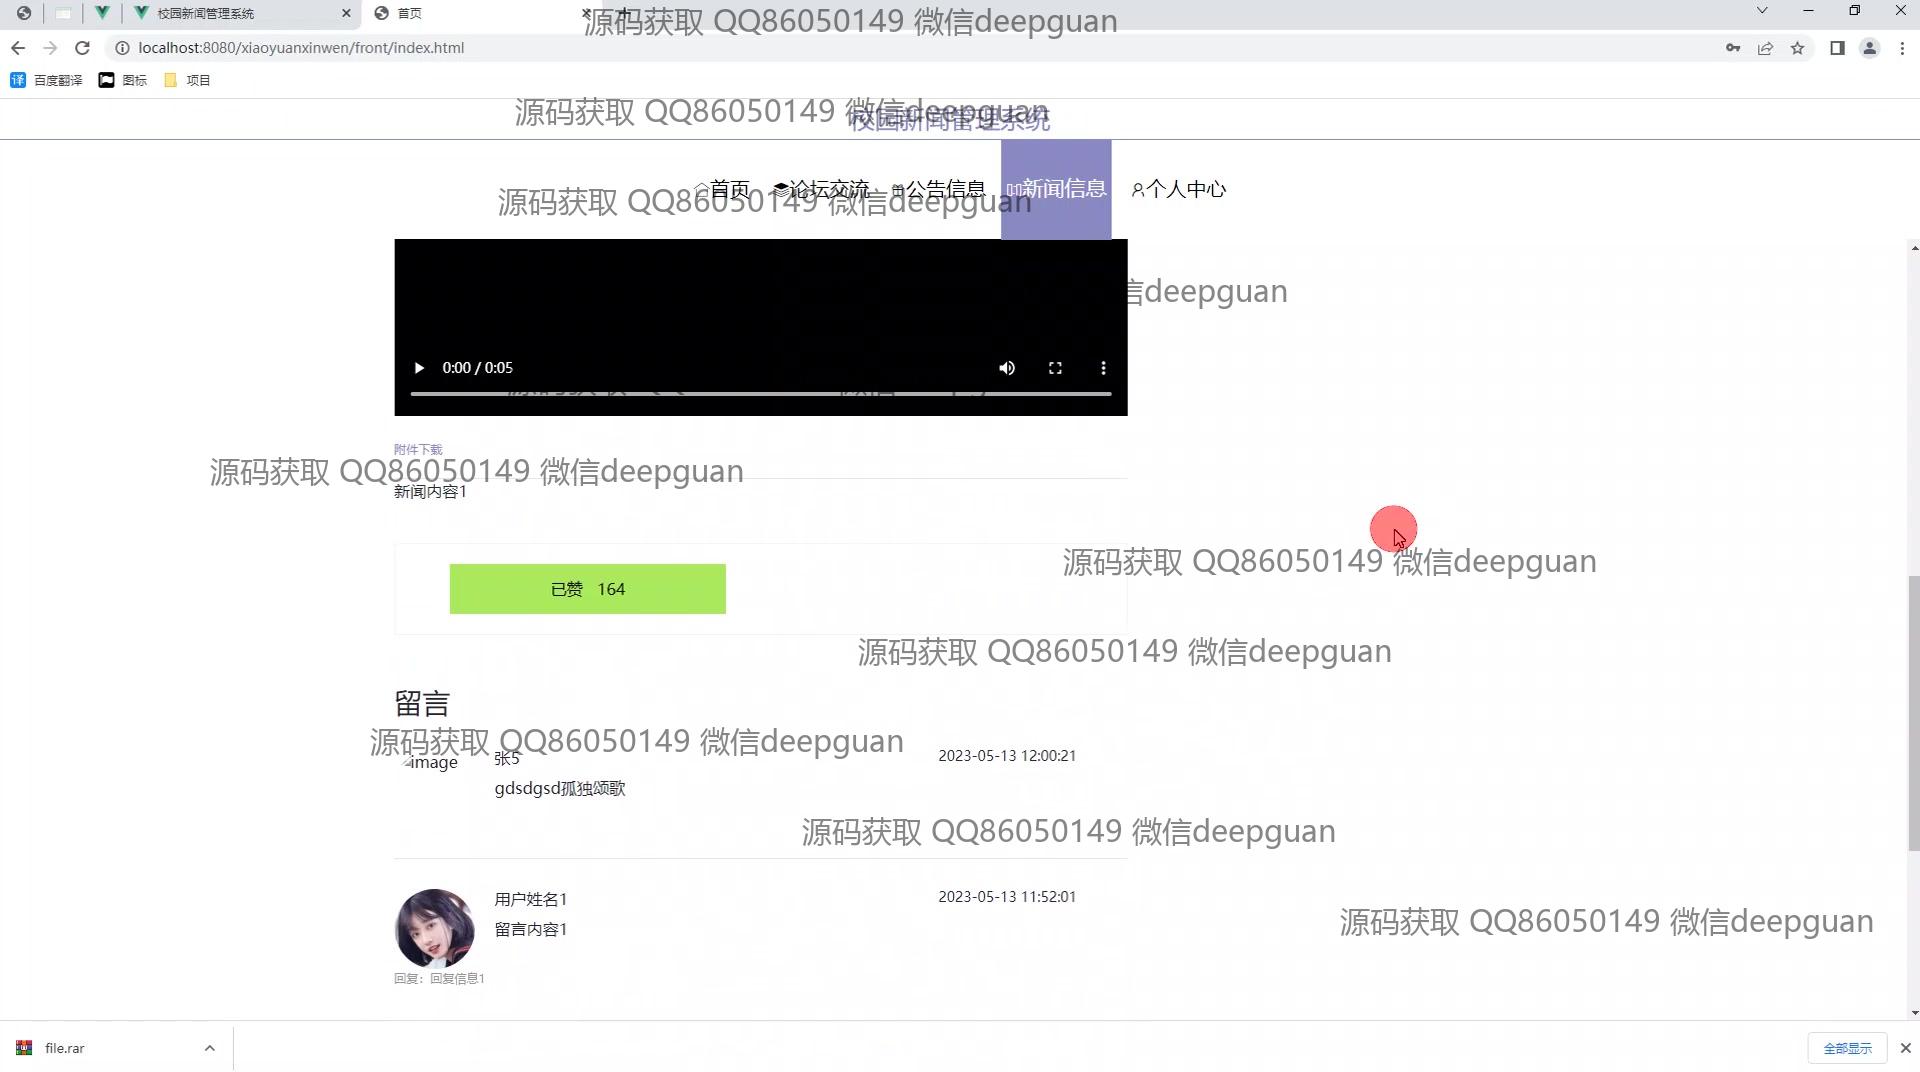 校园新闻管理系统
首页
源码获取 QQ86050149 微信deepguan
localhost:8080/xiaoyuanxinwen/front/index.html
百度翻译
图标
项目
源码获取 QQ86050149 微信deepguan
校园新闻管理系统
首页
论坛交流
公告信息
新闻信息
个人中心
源码获取 QQ86050149 微信deepguan
信deepguan
0:00 / 0:05
附件下载
源码获取 QQ86050149 微信deepguan
新闻内容1
源码获取 QQ86050149 微信deepguan
已赞 164
源码获取 QQ86050149 微信deepguan
留言
源码获取 QQ86050149 微信deepguan
image
张5
2023-05-13 12:00:21
gdsdgsd孤独颂歌
源码获取 QQ86050149 微信deepguan
用户姓名1
2023-05-13 11:52:01
留言内容1
源码获取 QQ86050149 微信deepguan
回复：回复信息1
file.rar
全部显示